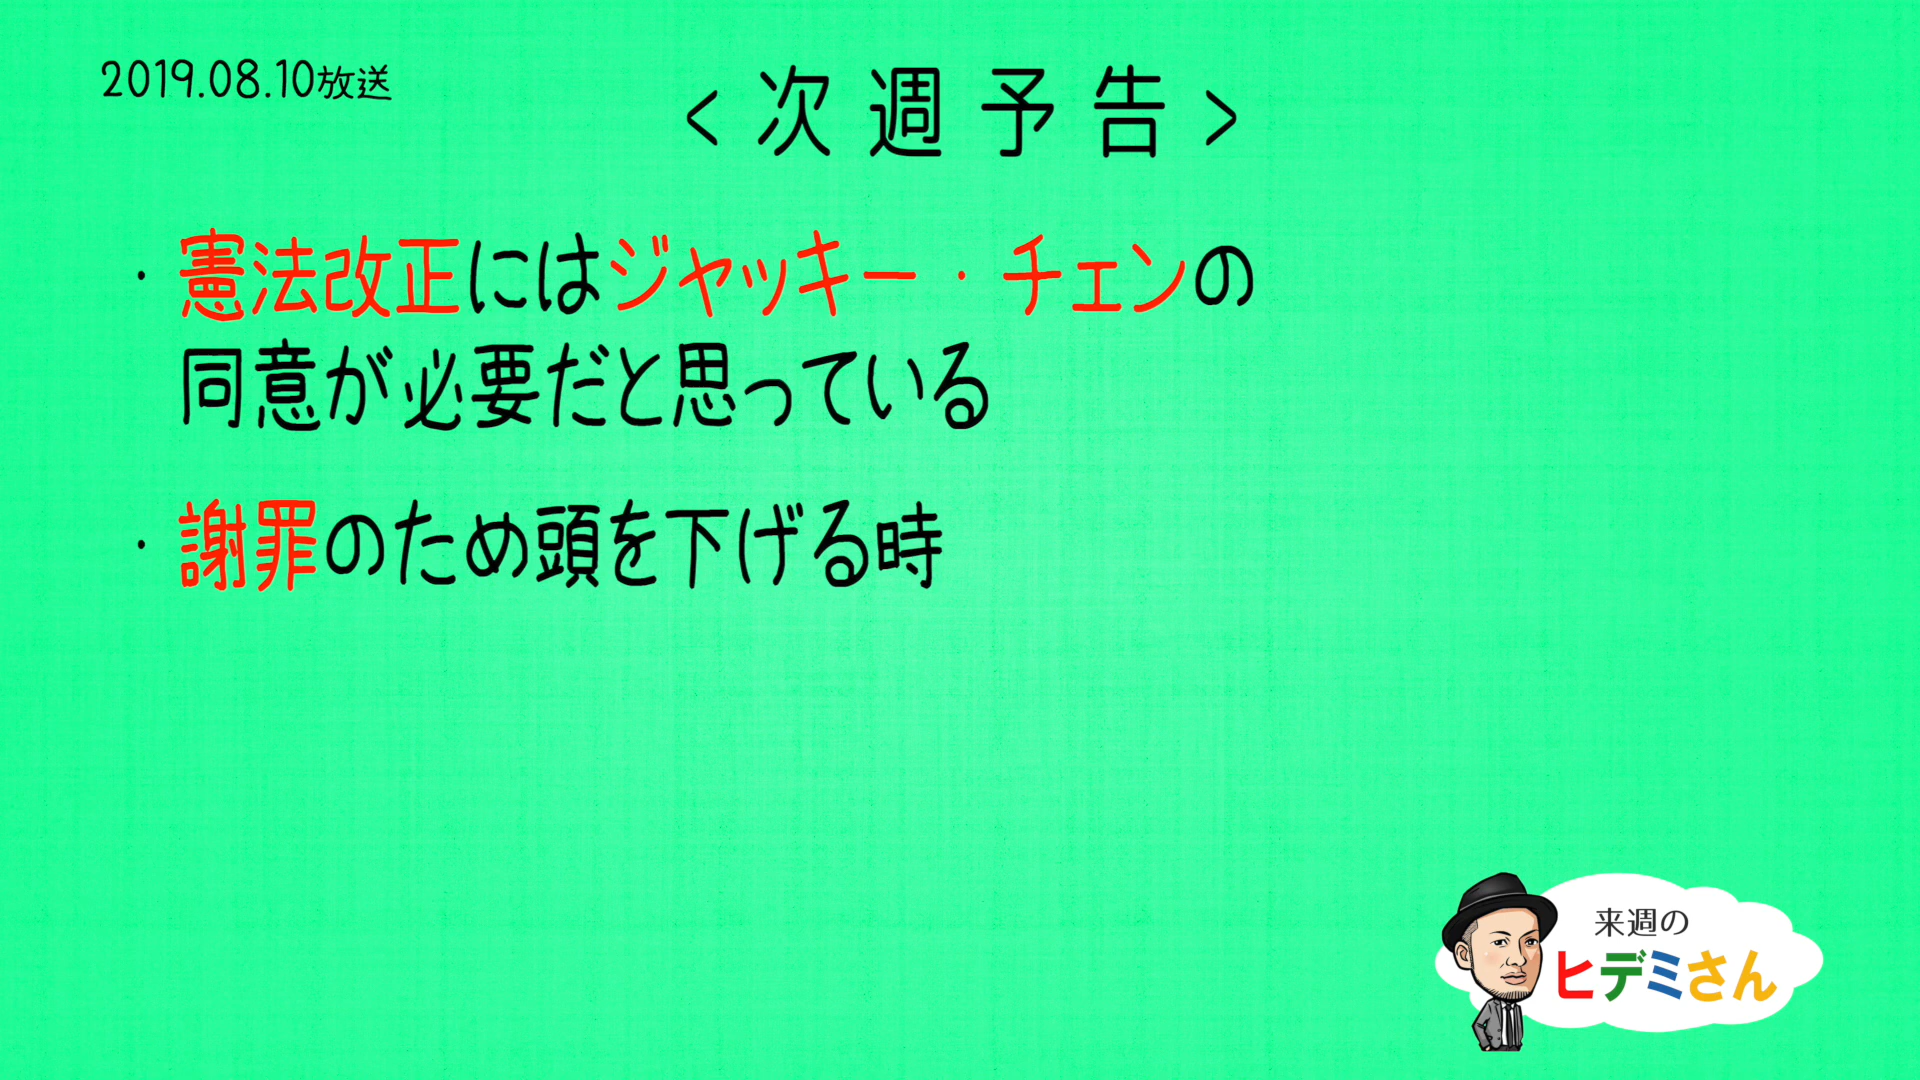 2019.08.10放送
<次週予告>
・憲法改正にはジャッキー・チェンの
同意が必要だと思っている
・謝罪のため頭を下げる時
来週の
ヒデミさん